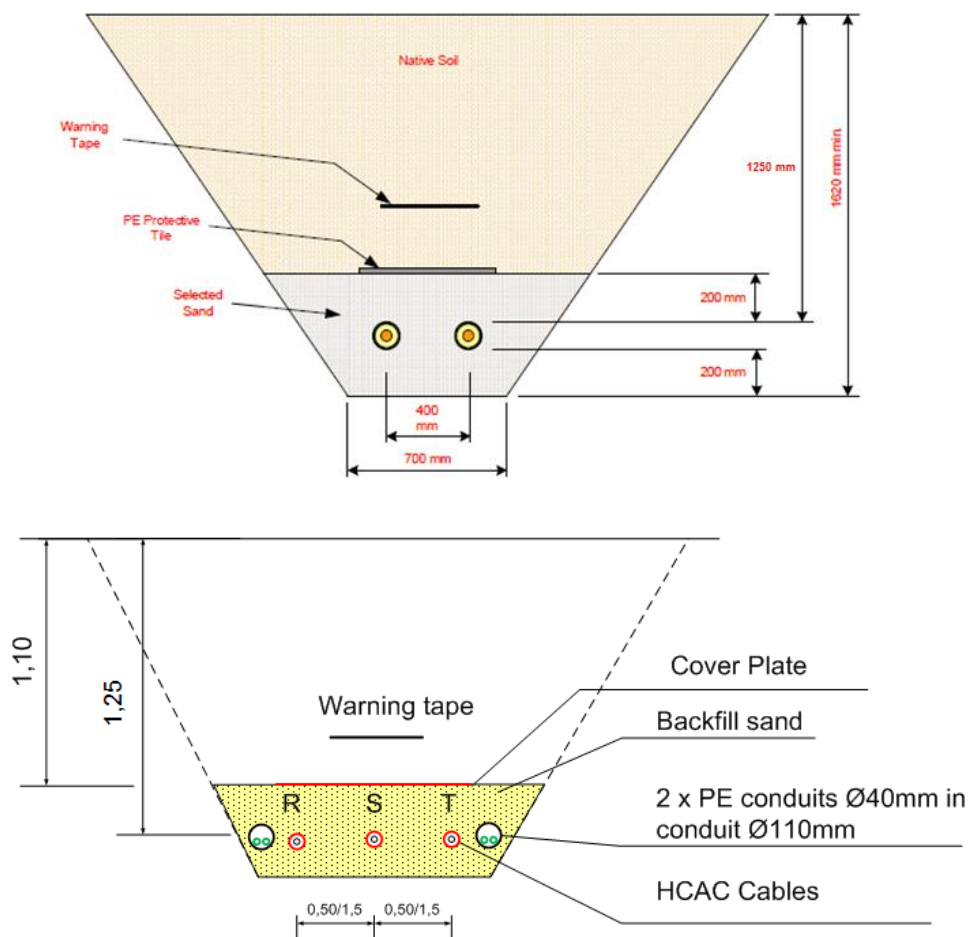 Native Soil
Warning
Tape
1250 mm
1620 mm min.
PE Protective
Tile
Selected
Sand
200 mm
200 mm
400
mm
700 mm
1,10
1,25
Warning tape
Cover Plate
Backfill sand
R S T
2 x PE conduits Ø40mm in
conduit Ø110mm
HCAC Cables
0,50/1,5 0,50/1,5